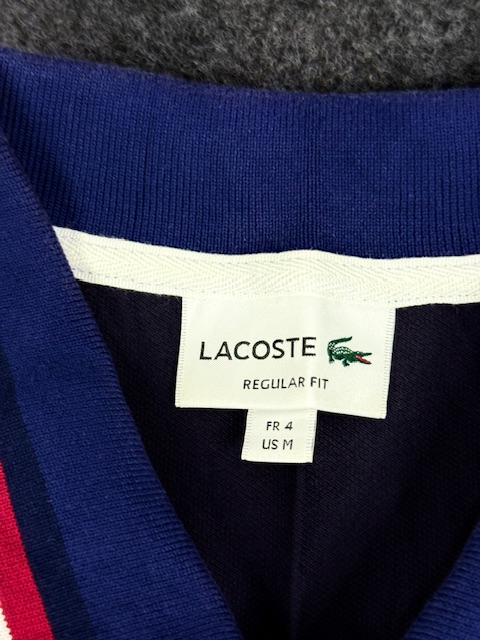 LACOSTE
REGULAR FIT
FR 4
US M